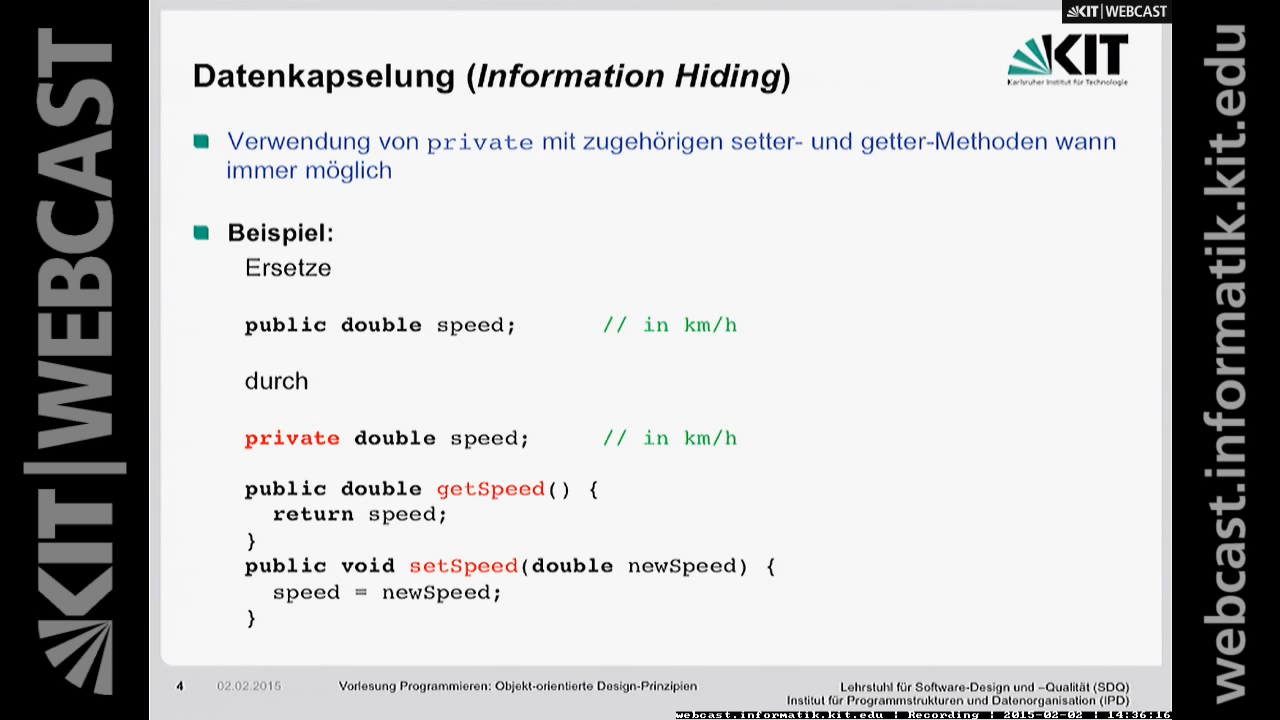 KIT|WEBCAST
KIT|WEBCAST
webcast.informatik.kit.edu
KIT
Karlsruher Institut für Technologie
Datenkapselung (Information Hiding)
Verwendung von private mit zugehörigen setter- und getter-Methoden wann
immer möglich
Beispiel:
Ersetze
public double speed; // in km/h
durch
private double speed; // in km/h
public double getSpeed() {
return speed;
}
public void setSpeed(double newSpeed) {
speed = newSpeed;
}
4 02.02.2015 Vorlesung Programmieren: Objekt-orientierte Design-Prinzipien
Lehrstuhl für Software-Design und –Qualität (SDQ)
Institut für Programmstrukturen und Datenorganisation (IPD)
webcast.informatik.kit.edu | Recording | 2015-02-02 | 14:36:16